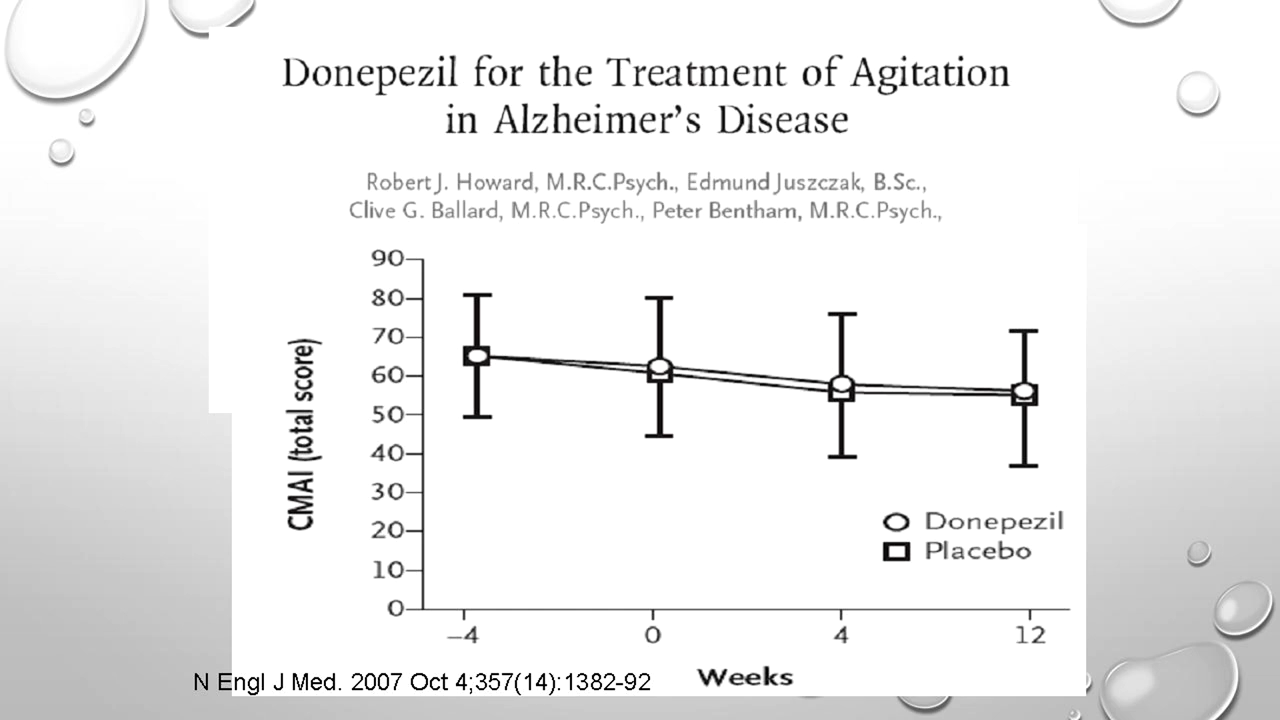 Donepezil for the Treatment of Agitation
in Alzheimer's Disease
Robert J. Howard, M.R.C.Psych., Edmund Juszczak, B.Sc.,
Clive G. Ballard, M.R.C.Psych., Peter Bentham, M.R.C.Psych.,
CMAI (total score)
90
80
70
60
50
40
30
20
10
0
Donepezil
Placebo
−4 0 4 12
Weeks
N Engl J Med. 2007 Oct 4;357(14):1382-92